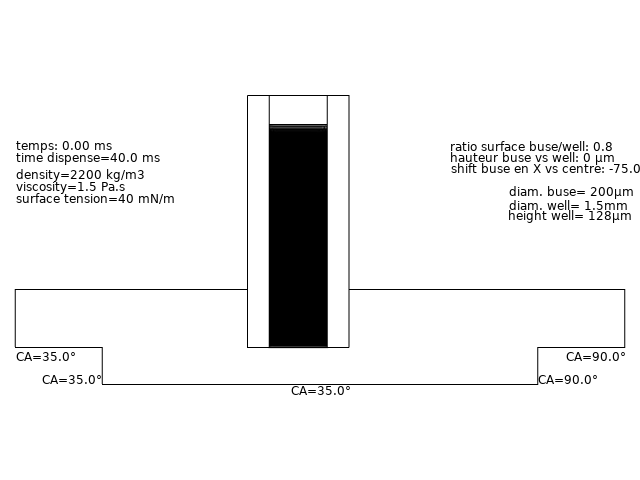 temps: 0.00 ms
time dispense=40.0 ms
density=2200 kg/m3
viscosity=1.5 Pa.s
surface tension=40 mN/m
ratio surface buse/well: 0.8
hauteur buse vs well: 0 µm
shift buse en X vs centre: -75.0
diam. buse= 200µm
diam. well= 1.5mm
height well= 128µm
CA=35.0°
CA=90.0°
CA=35.0°
CA=90.0°
CA=35.0°